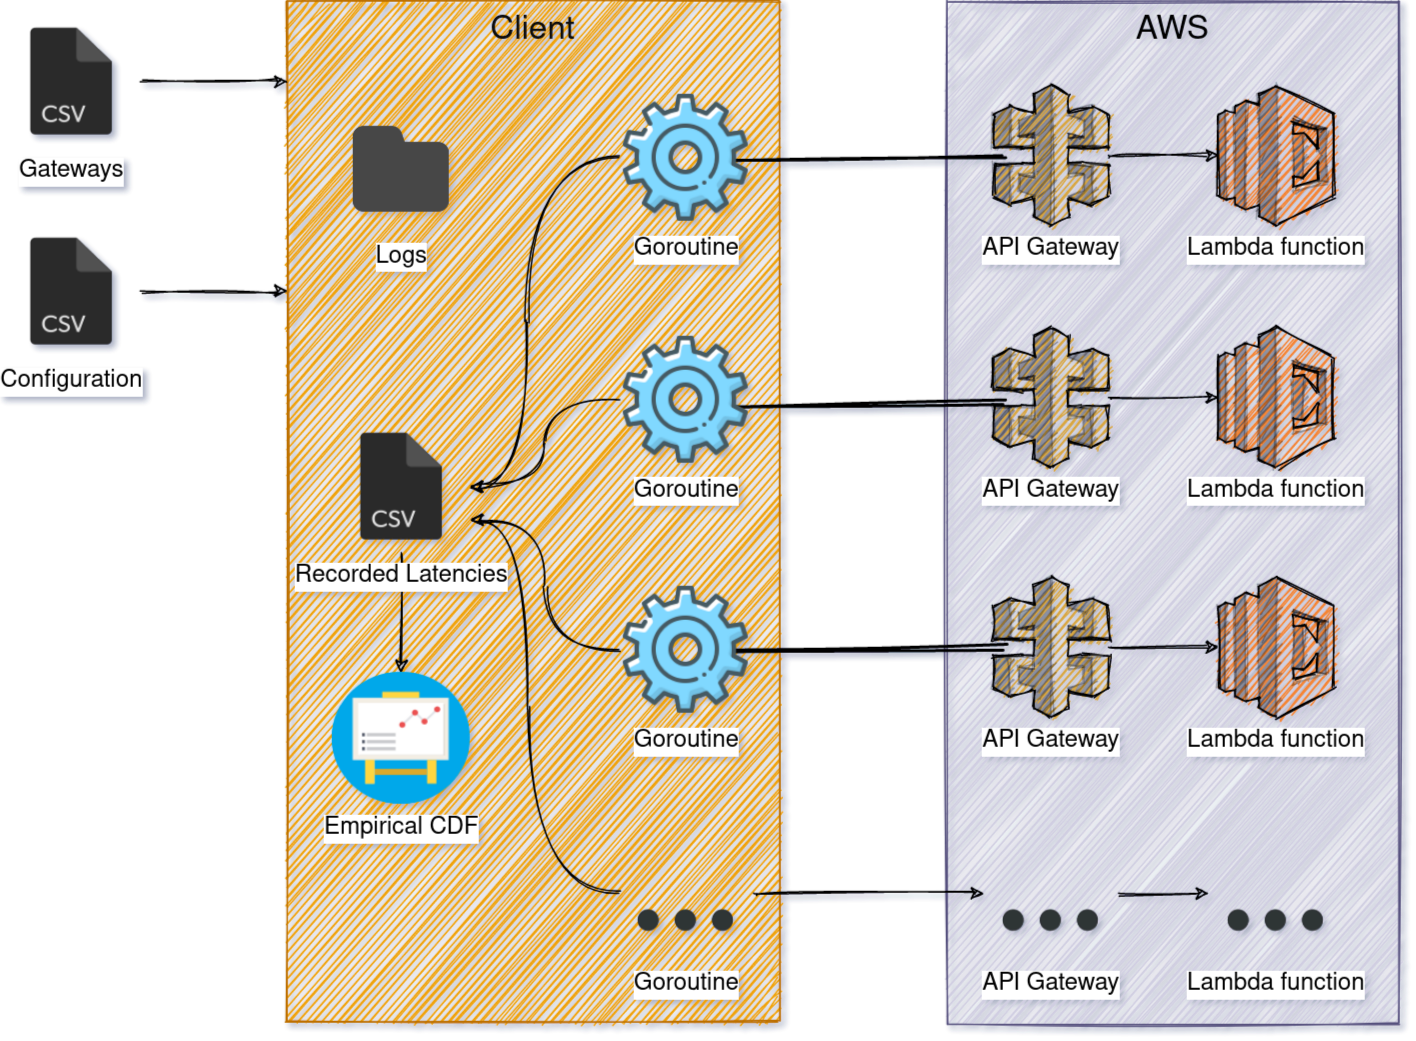 Client
AWS
CSV
Gateways
CSV
Configuration
Logs
Goroutine
API Gateway
Lambda function
Goroutine
API Gateway
Lambda function
CSV
Recorded Latencies
Goroutine
API Gateway
Lambda function
Empirical CDF
Goroutine
API Gateway
Lambda function